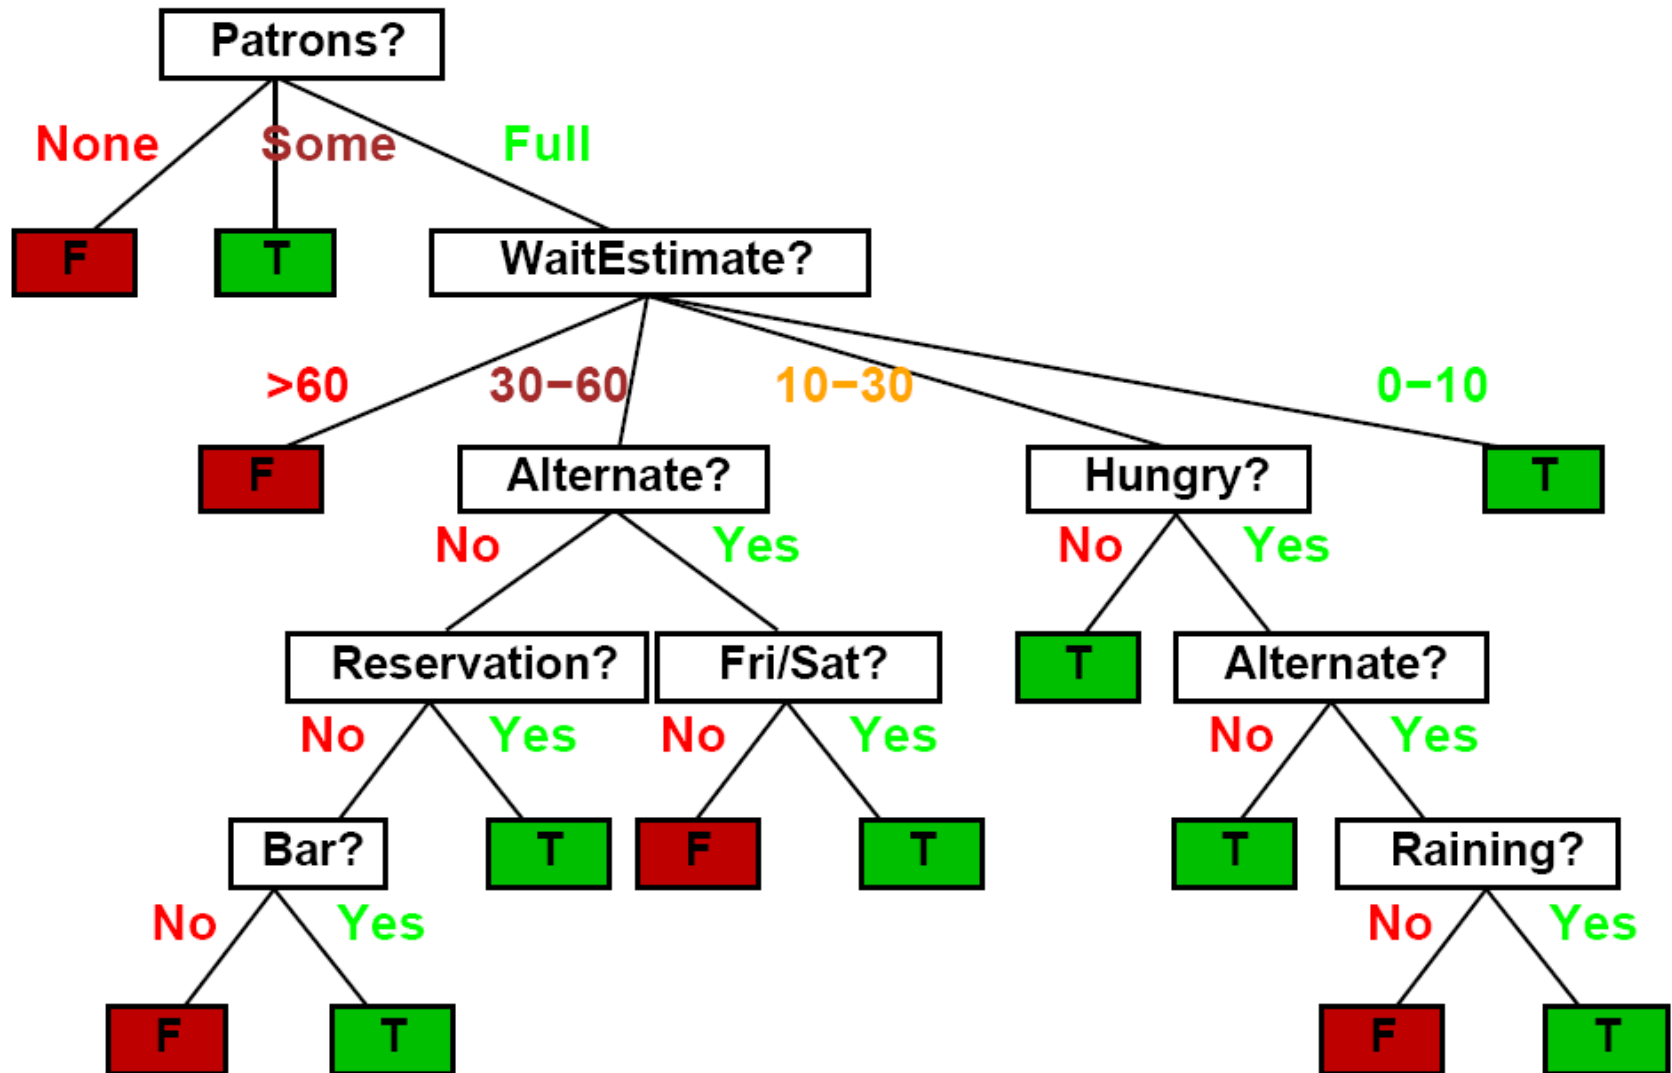 Patrons?
None Some Full
F T WaitEstimate?
>60 30−60 10−30 0−10
F Alternate? Hungry? T
No Yes No Yes
Reservation? Fri/Sat? T Alternate?
No Yes No Yes No Yes
Bar? T F T T Raining?
No Yes No Yes
F T F T